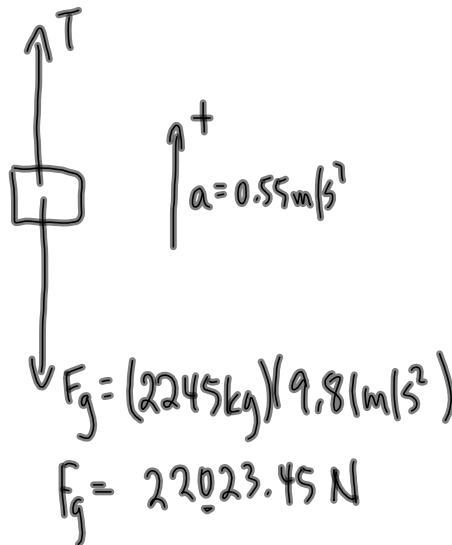 T
+
a=0.55m/s²
Fg=(2245kg)(9.81m/s²)
Fg= 22023.45 N